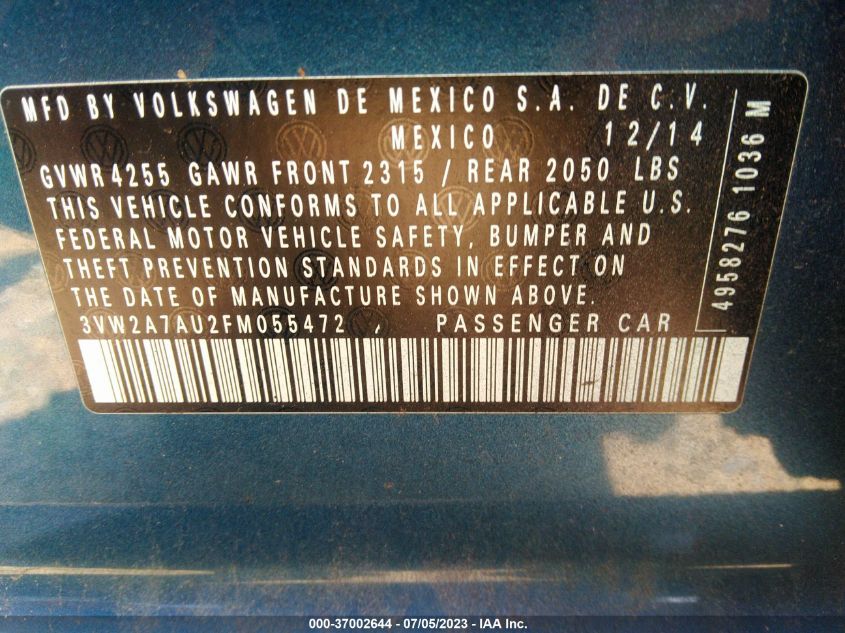 MFD BY VOLKSWAGEN DE MEXICO S.A. DE C.V.
MEXICO 12/14
GVWR 4255 GAWR FRONT 2315 / REAR 2050 LBS
THIS VEHICLE CONFORMS TO ALL APPLICABLE U.S.
FEDERAL MOTOR VEHICLE SAFETY, BUMPER AND
THEFT PREVENTION STANDARDS IN EFFECT ON
THE DATE OF MANUFACTURE SHOWN ABOVE.
3VW2A7AU2FM055472 , PASSENGER CAR
4958276 1036 M
000-37002644 - 07/05/2023 - IAA Inc.